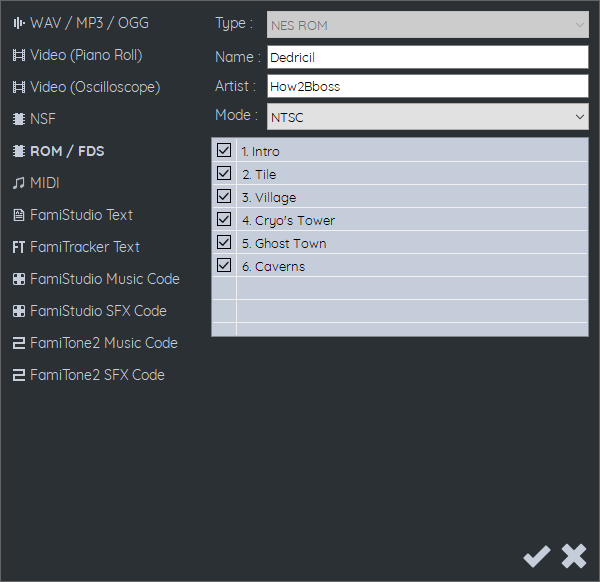 WAV / MP3 / OGG
Video (Piano Roll)
Video (Oscilloscope)
NSF
ROM / FDS
MIDI
FamiStudio Text
FT FamiTracker Text
FamiStudio Music Code
FamiStudio SFX Code
FamiTone2 Music Code
FamiTone2 SFX Code
Type : NES ROM
Name : Dedricil
Artist : How2Bboss
Mode : NTSC
1. Intro
2. Tile
3. Village
4. Cryo's Tower
5. Ghost Town
6. Caverns